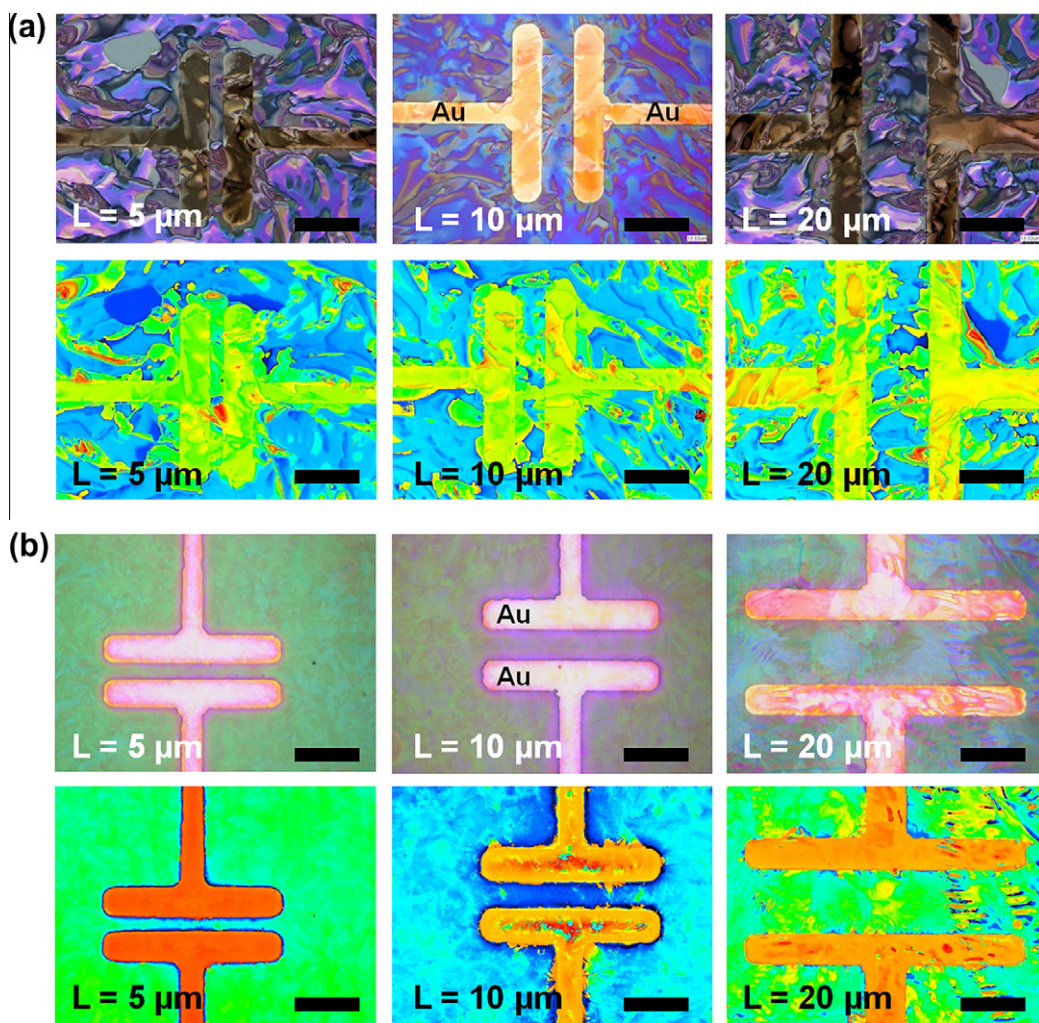 (a)
Au Au
L = 5 µm L = 10 µm L = 20 µm
L = 5 µm L = 10 µm L = 20 µm
(b)
Au
Au
L = 5 µm L = 10 µm L = 20 µm
L = 5 µm L = 10 µm L = 20 µm